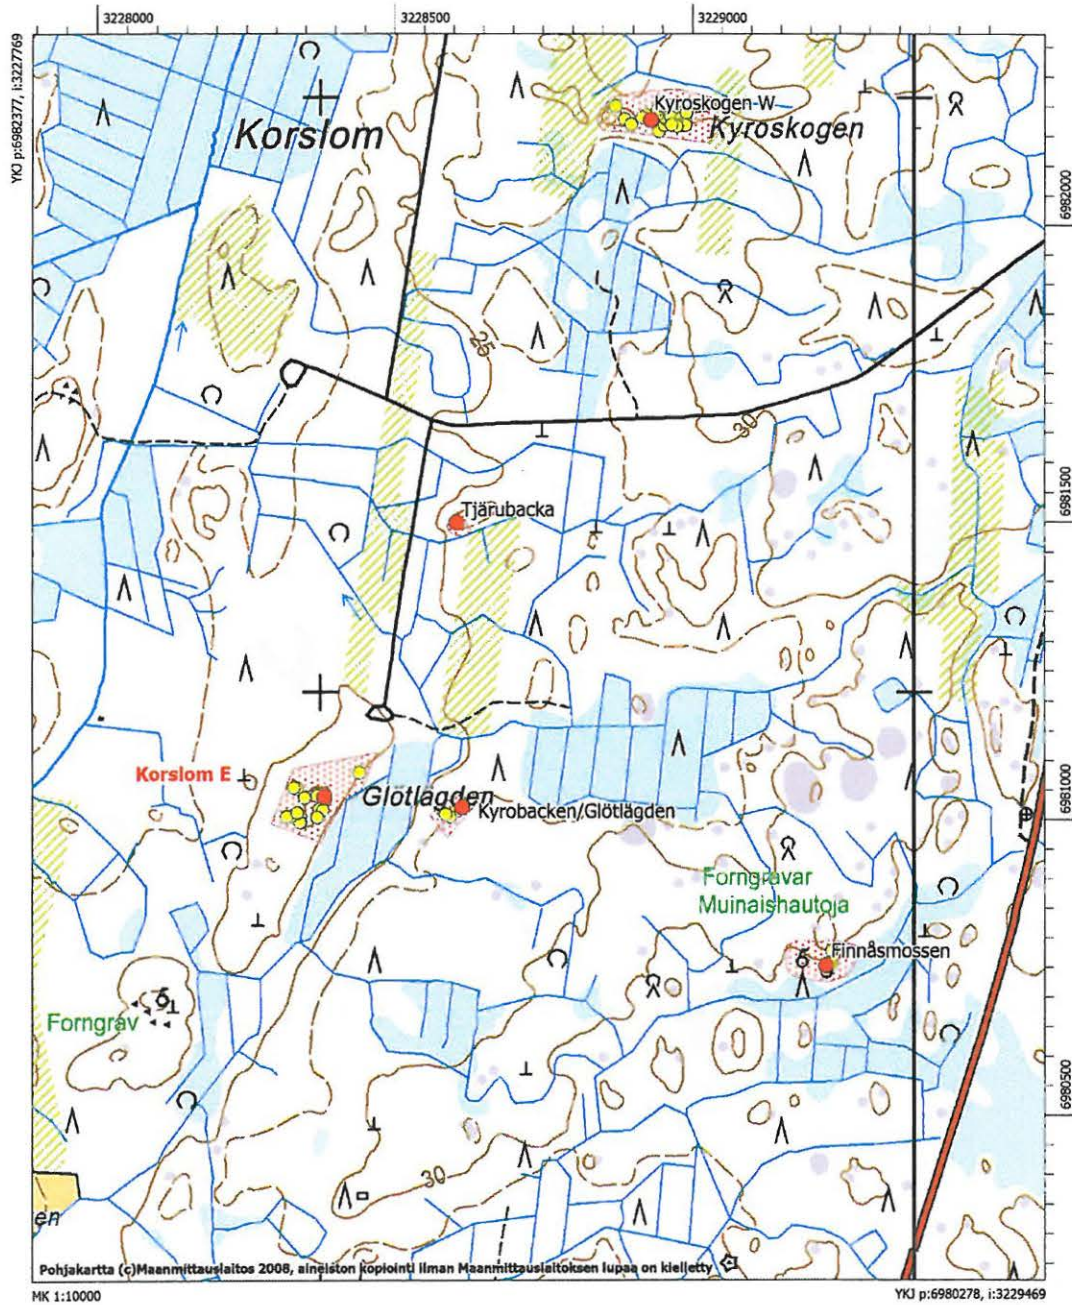 3228000
3228500
3229000
YKJ p:6982377, i:3227769
Kyroskogen-W
Korslom
Kyroskogen
6982000
25
30
Tjärubacka
6981500
Korslom E
Glötlägden
Kyrobacken/Glötlägden
6981000
Forngravar
Muinaishautoja
Finnåsmossen
Forngrav
6980500
30
en
Pohjakartta (c)Maanmittauslaitos 2008, aineiston kopiointi ilman Maanmittauslaitoksen lupaa on kielletty
MK 1:10000
YKJ p:6980278, i:3229469